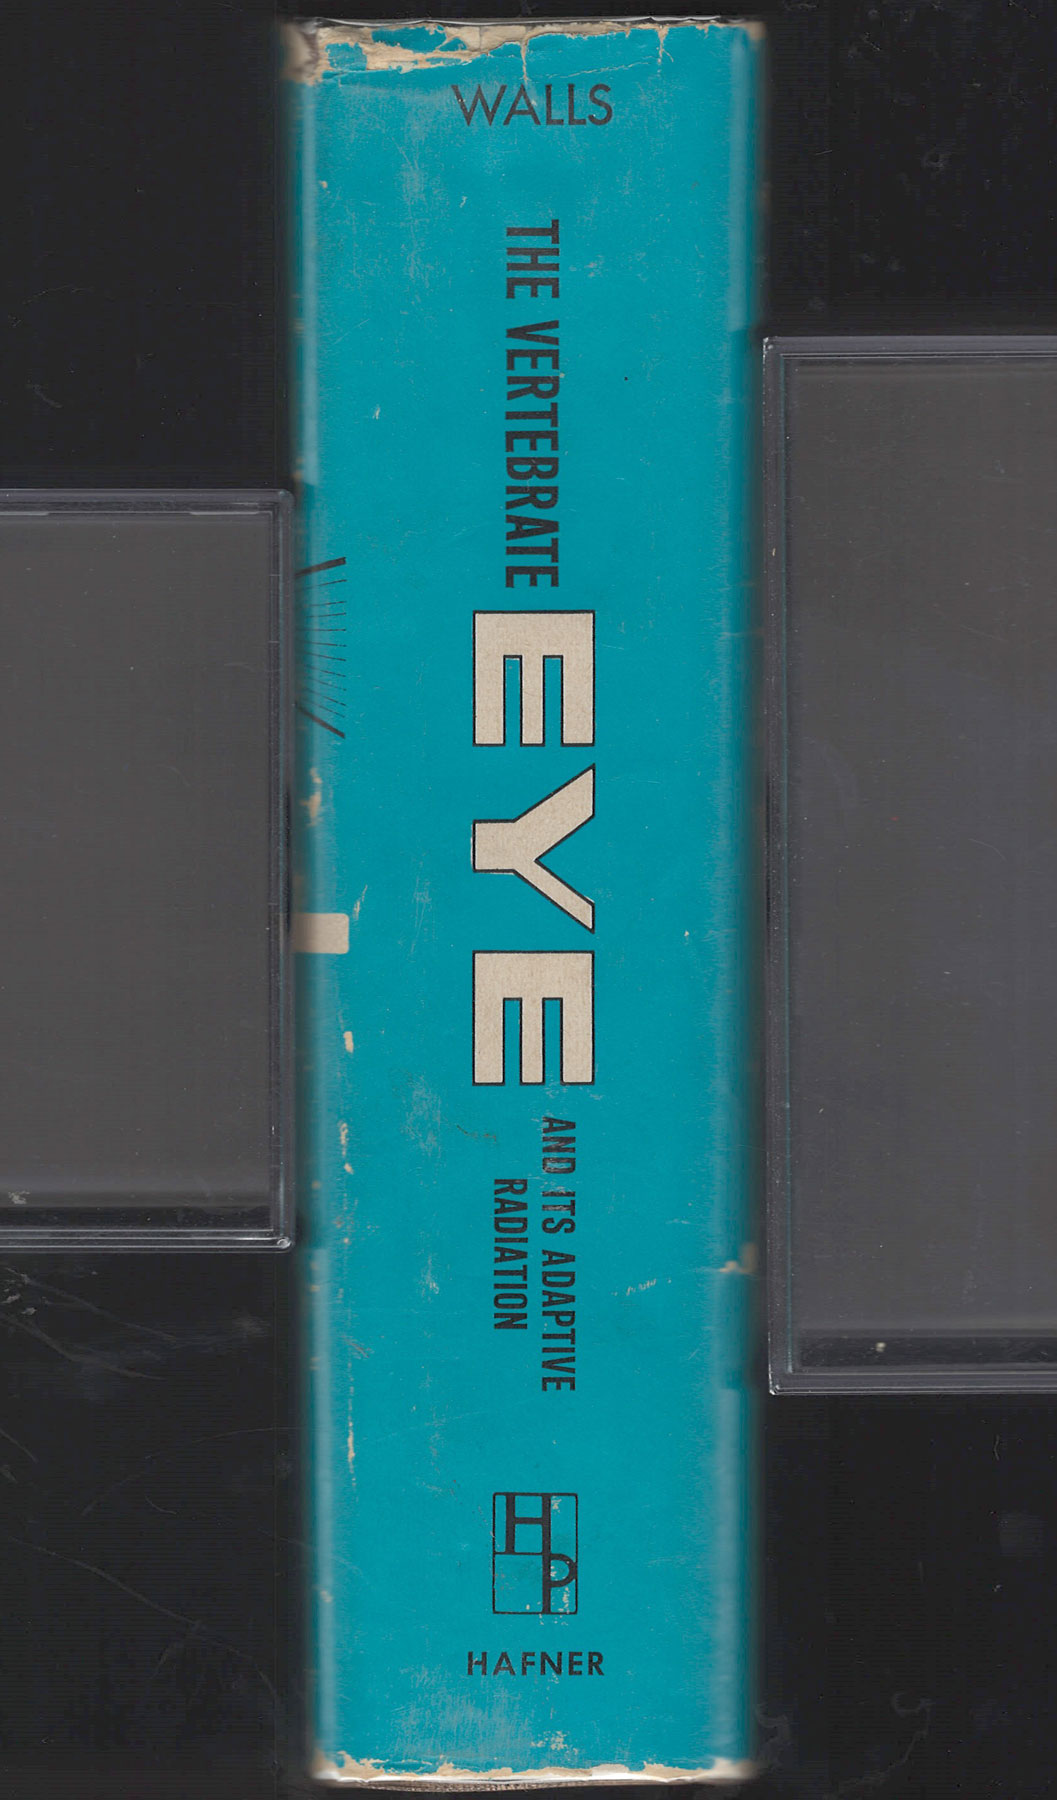 WALLS
THE VERTEBRATE
EYE
AND ITS ADAPTIVE
RADIATION
HP
HAFNER